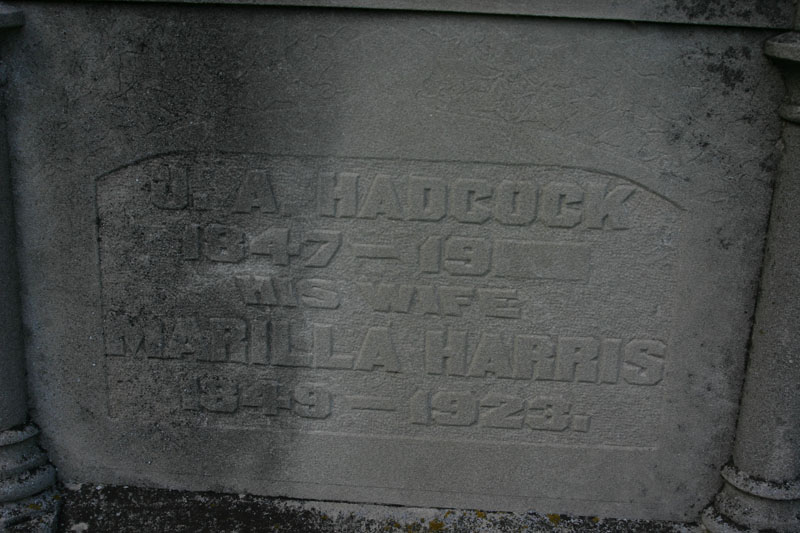 J. A. HADCOCK
1847 – 19
HIS WIFE
MARILLA HARRIS
1849 – 1923.